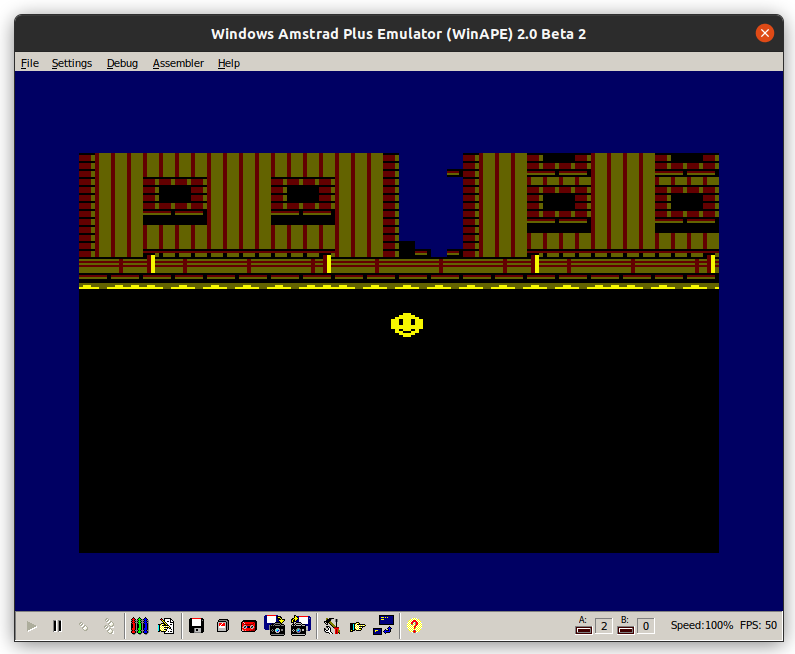 Windows Amstrad Plus Emulator (WinAPE) 2.0 Beta 2
File Settings Debug Assembler Help
A: 2 B: 0 Speed:100% FPS: 50